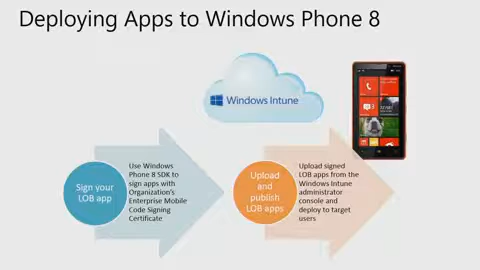 Deploying Apps to Windows Phone 8
Windows Intune
Sign your
LOB app
Use Windows
Phone 8 SDK to
sign apps with
Organization's
Enterprise Mobile
Code Signing
Certificate
Upload
and
publish
LOB apps
Upload signed
LOB apps from the
Windows Intune
administrator
console and
deploy to target
users